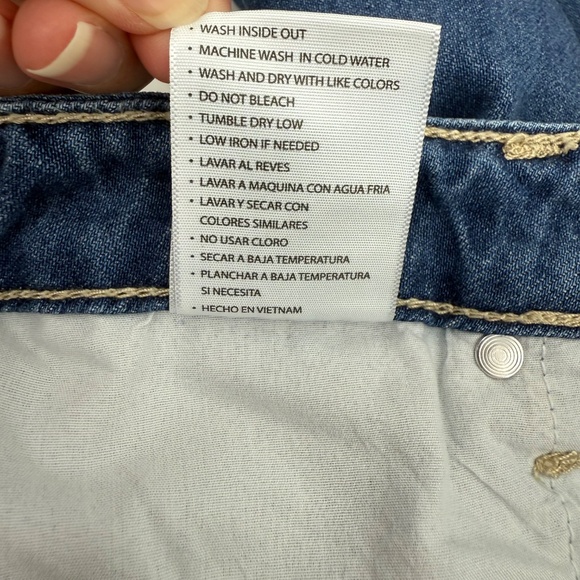 • WASH INSIDE OUT
• MACHINE WASH IN COLD WATER
• WASH AND DRY WITH LIKE COLORS
• DO NOT BLEACH
• TUMBLE DRY LOW
• LOW IRON IF NEEDED
• LAVAR AL REVES
• LAVAR A MAQUINA CON AGUA FRIA
• LAVAR Y SECAR CON
COLORES SIMILARES
• NO USAR CLORO
• SECAR A BAJA TEMPERATURA
• PLANCHAR A BAJA TEMPERATURA
SI NECESITA
• HECHO EN VIETNAM